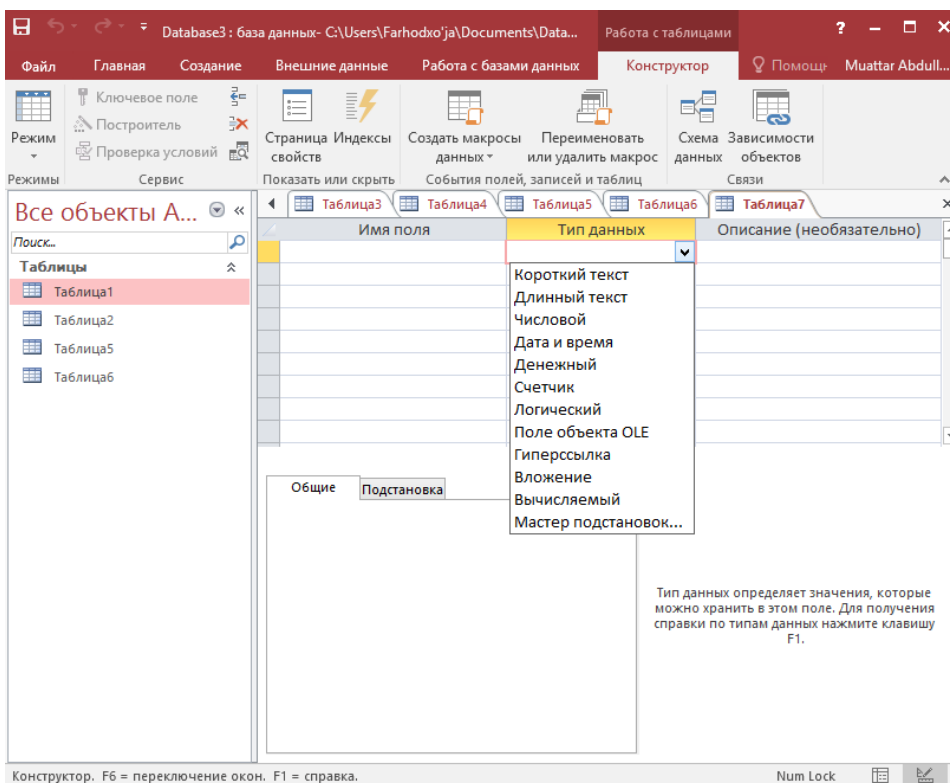 Database3 : база данных- C:\Users\Farhodxo'ja\Documents\Data...
Работа с таблицами
?
Файл Главная Создание Внешние данные Работа с базами данных Конструктор Помощ Muattar Abdull...
Режим
Ключевое поле
Построитель
Проверка условий
Страница свойств
Индексы
Создать макросы данных
Переименовать или удалить макрос
Схема данных
Зависимости объектов
Режимы Сервис Показать или скрыть События полей, записей и таблиц Связи
Все объекты A... «
Поиск...
Таблицы
Таблица1
Таблица2
Таблица5
Таблица6
Таблица3 Таблица4 Таблица5 Таблица6 Таблица7
Имя поля Тип данных Описание (необязательно)
Короткий текст
Длинный текст
Числовой
Дата и время
Денежный
Счетчик
Логический
Поле объекта OLE
Гиперссылка
Вложение
Вычисляемый
Мастер подстановок...
Общие Подстановка
Тип данных определяет значения, которые
можно хранить в этом поле. Для получения
справки по типам данных нажмите клавишу
F1.
Конструктор. F6 = переключение окон. F1 = справка. Num Lock